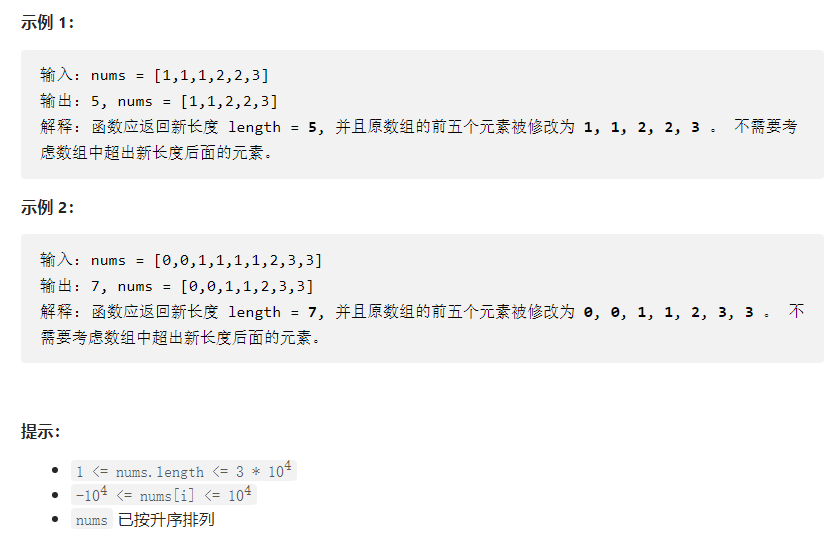 示例 1：
输入：nums = [1,1,1,2,2,3]
输出：5, nums = [1,1,2,2,3]
解释：函数应返回新长度 length = 5, 并且原数组的前五个元素被修改为 1, 1, 2, 2, 3 。 不需要考
虑数组中超出新长度后面的元素。
示例 2：
输入：nums = [0,0,1,1,1,1,2,3,3]
输出：7, nums = [0,0,1,1,2,3,3]
解释：函数应返回新长度 length = 7, 并且原数组的前五个元素被修改为 0, 0, 1, 1, 2, 3, 3 。 不
需要考虑数组中超出新长度后面的元素。
提示：
1 <= nums.length <= 3 * 10⁴
-10⁴ <= nums[i] <= 10⁴
nums 已按升序排列